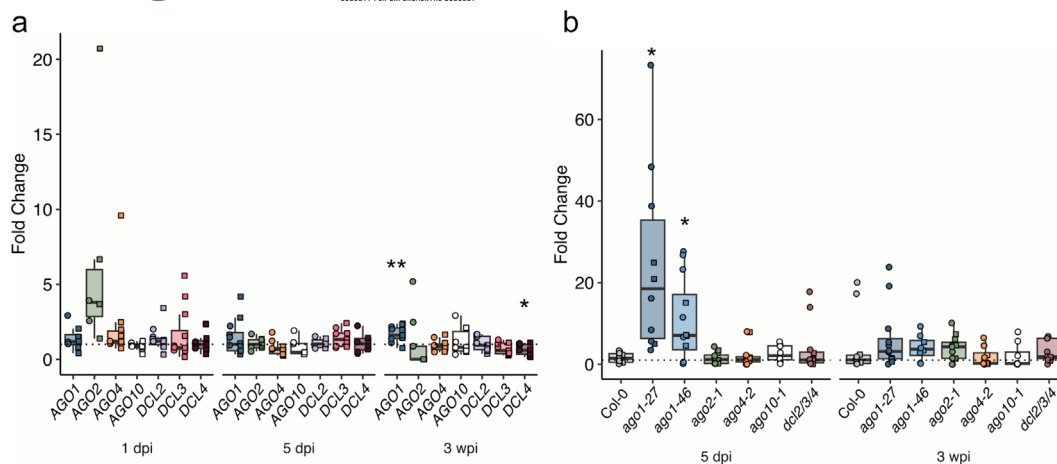 a
Fold Change
20
15
10
5
0
**
*
AGO1
AGO2
AGO4
AGO10
DCL2
DCL3
DCL4
AGO1
AGO2
AGO4
AGO10
DCL2
DCL3
DCL4
AGO1
AGO2
AGO4
AGO10
DCL2
DCL3
DCL4
1 dpi
5 dpi
3 wpi
b
Fold Change
60
40
20
0
*
*
Col-0
ago1-27
ago1-46
ago2-1
ago4-2
ago10-1
dcl2/3/4
Col-0
ago1-27
ago1-46
ago2-1
ago4-2
ago10-1
dcl2/3/4
5 dpi
3 wpi